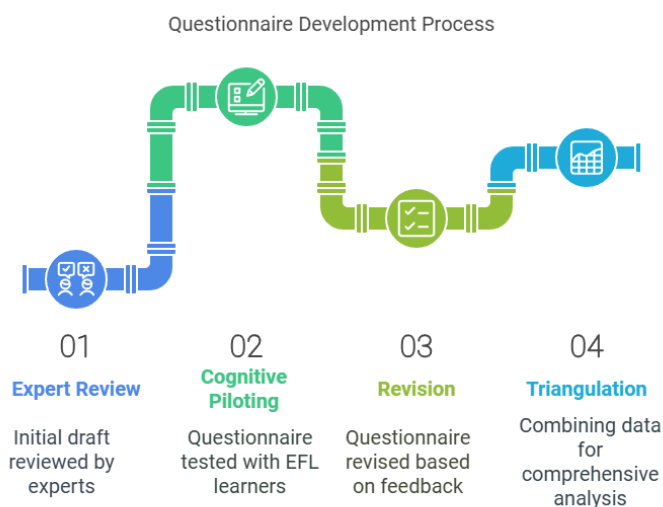 Questionnaire Development Process
01
Expert Review
Initial draft
reviewed by
experts
02
Cognitive
Piloting
Questionnaire
tested with EFL
learners
03
Revision
Questionnaire
revised based
on feedback
04
Triangulation
Combining data
for
comprehensive
analysis